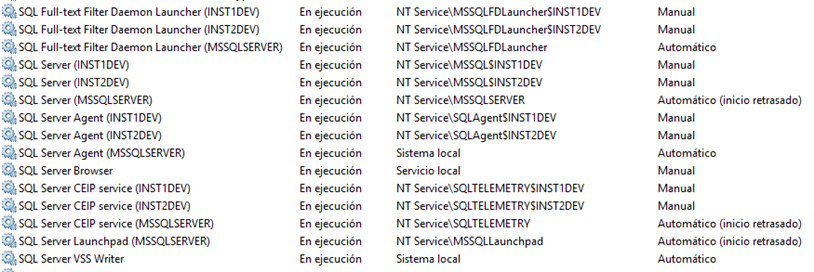 SQL Full-text Filter Daemon Launcher (INST1DEV) En ejecución NT Service\MSSQLFDLauncher$INST1DEV Manual
SQL Full-text Filter Daemon Launcher (INST2DEV) En ejecución NT Service\MSSQLFDLauncher$INST2DEV Manual
SQL Full-text Filter Daemon Launcher (MSSQLSERVER) En ejecución NT Service\MSSQLFDLauncher Automático
SQL Server (INST1DEV) En ejecución NT Service\MSSQL$INST1DEV Manual
SQL Server (INST2DEV) En ejecución NT Service\MSSQL$INST2DEV Manual
SQL Server (MSSQLSERVER) En ejecución NT Service\MSSQLSERVER Automático (inicio retrasado)
SQL Server Agent (INST1DEV) En ejecución NT Service\SQLAgent$INST1DEV Manual
SQL Server Agent (INST2DEV) En ejecución NT Service\SQLAgent$INST2DEV Manual
SQL Server Agent (MSSQLSERVER) En ejecución Sistema local Automático
SQL Server Browser En ejecución Servicio local Manual
SQL Server CEIP service (INST1DEV) En ejecución NT Service\SQLTELEMETRY$INST1DEV Manual
SQL Server CEIP service (INST2DEV) En ejecución NT Service\SQLTELEMETRY$INST2DEV Manual
SQL Server CEIP service (MSSQLSERVER) En ejecución NT Service\SQLTELEMETRY Automático (inicio retrasado)
SQL Server Launchpad (MSSQLSERVER) En ejecución NT Service\MSSQLLaunchpad Automático (inicio retrasado)
SQL Server VSS Writer En ejecución Sistema local Automático